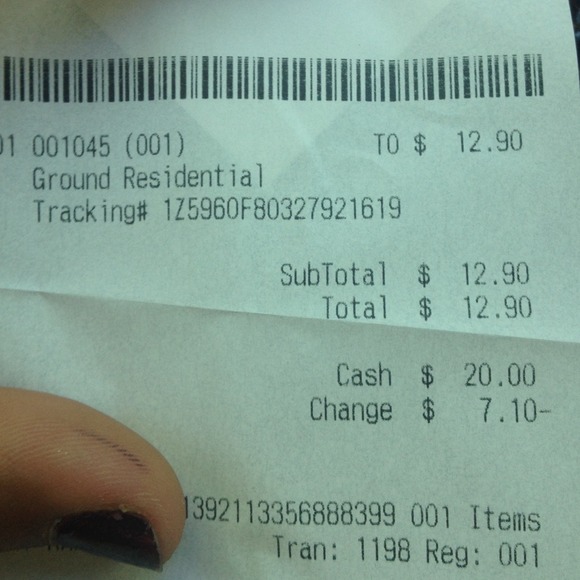 001045 (001) TO $ 12.90
Ground Residential
Tracking# 1Z5960F80327921619
SubTotal $ 12.90
Total $ 12.90
Cash $ 20.00
Change $ 7.10-
1392113356888399 001 Items
Tran: 1198 Reg: 001